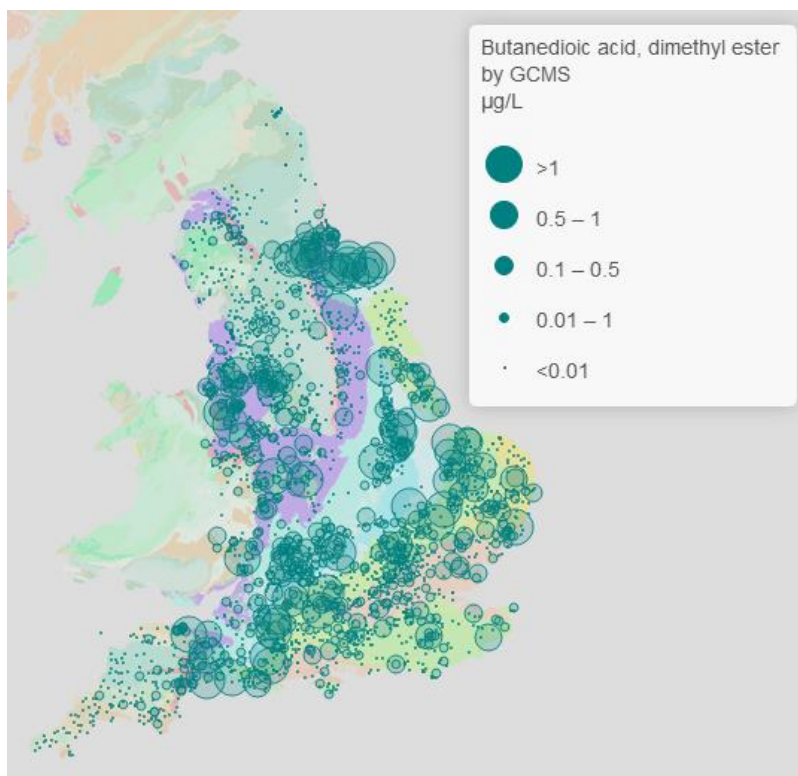 Butanedioic acid, dimethyl ester
by GCMS
µg/L
>1
0.5 – 1
0.1 – 0.5
0.01 – 1
<0.01